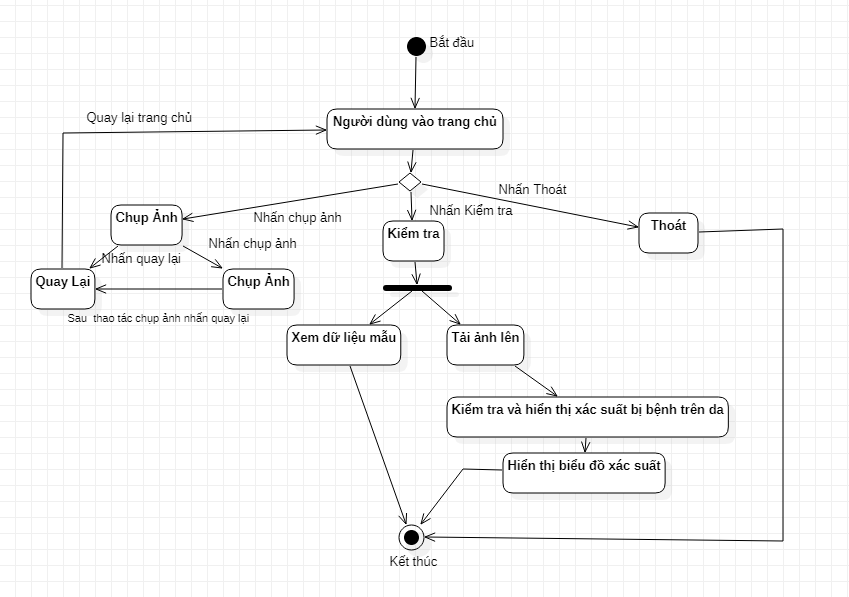 Bắt đầu
Quay lại trang chủ
Người dùng vào trang chủ
Nhấn Thoát
Nhấn chụp ảnh
Nhấn Kiểm tra
Chụp Ảnh
Thoát
Kiểm tra
Nhấn chụp ảnh
Nhấn quay lại
Quay Lại
Chụp Ảnh
Sau thao tác chụp ảnh nhấn quay lại
Xem dữ liệu mẫu
Tải ảnh lên
Kiểm tra và hiển thị xác suất bị bệnh trên da
Hiển thị biểu đồ xác suất
Kết thúc